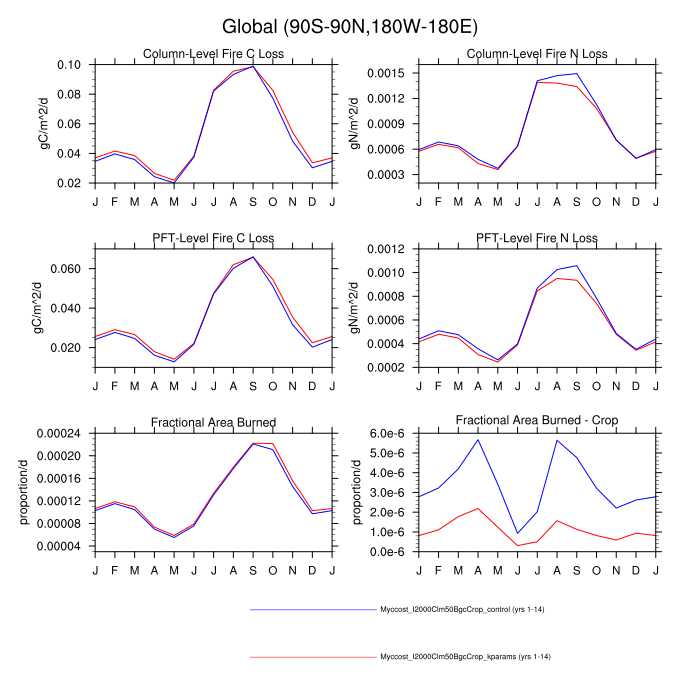 Global (90S-90N,180W-180E)
Column-Level Fire C Loss
gC/m^2/d
0.10
0.08
0.06
0.04
0.02
J F M A M J J A S O N D J
Column-Level Fire N Loss
gN/m^2/d
0.0015
0.0012
0.0009
0.0006
0.0003
J F M A M J J A S O N D J
PFT-Level Fire C Loss
gC/m^2/d
0.060
0.040
0.020
J F M A M J J A S O N D J
PFT-Level Fire N Loss
gN/m^2/d
0.0012
0.0010
0.0008
0.0006
0.0004
0.0002
J F M A M J J A S O N D J
Fractional Area Burned
proportion/d
0.00024
0.00020
0.00016
0.00012
0.00008
0.00004
J F M A M J J A S O N D J
Fractional Area Burned - Crop
proportion/d
6.0e-6
5.0e-6
4.0e-6
3.0e-6
2.0e-6
1.0e-6
0.0e-6
J F M A M J J A S O N D J
Myccost_I2000Clm50BgcCrop_control (yrs 1-14)
Myccost_I2000Clm50BgcCrop_kparams (yrs 1-14)